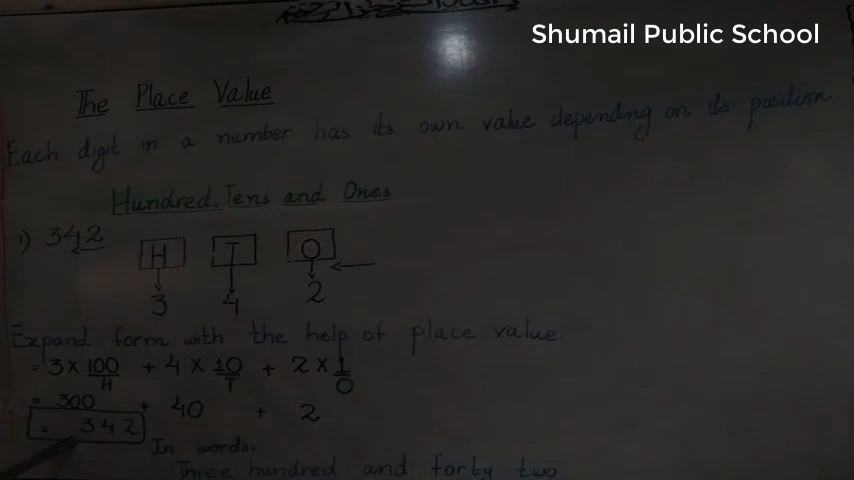 Shumail Public School
The Place Value
Each digit in a number has its own value depending on its position.
Hundred, Tens and Ones
1) 342
H T O
3 4 2
Expand form with the help of place value.
= 3 × 100 + 4 × 10 + 2 × 1
H T O
= 300 + 40 + 2
= 342
In words.
Three hundred and forty two